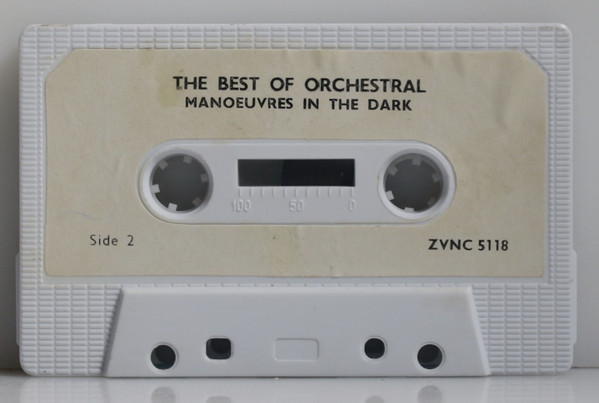 THE BEST OF ORCHESTRAL
MANOEUVRES IN THE DARK
100 50 0
Side 2
ZVNC 5118